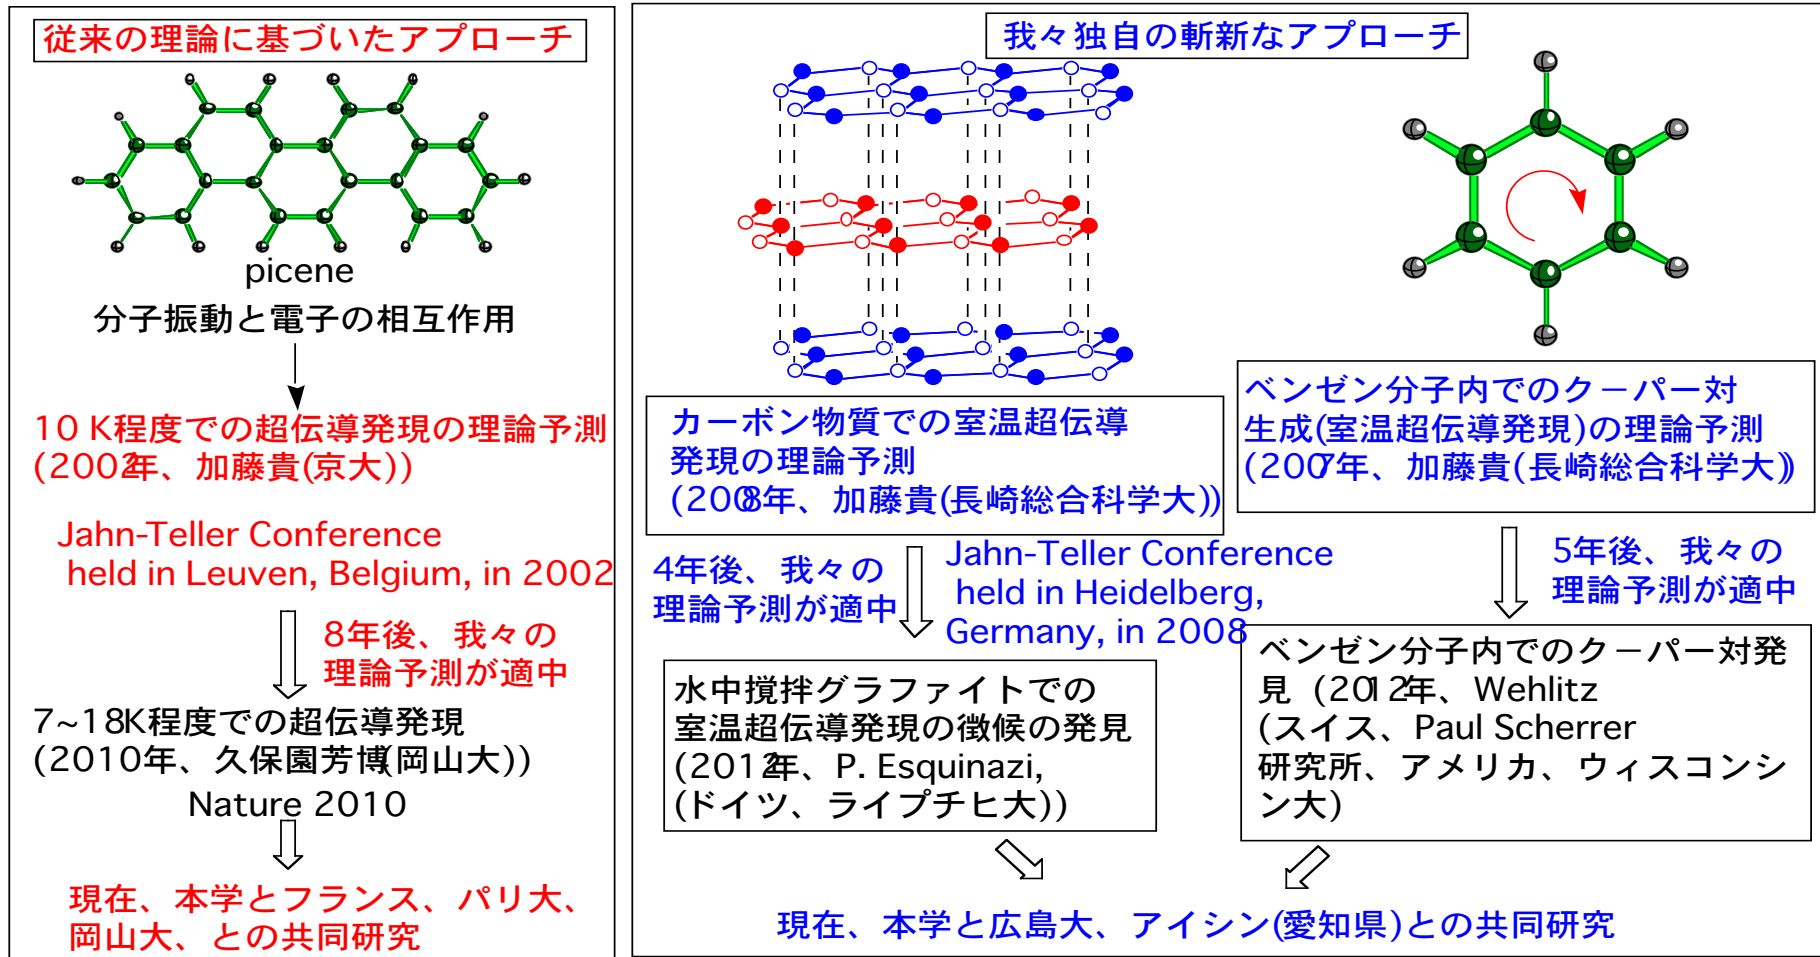 従来の理論に基づいたアプローチ
picene
分子振動と電子の相互作用
10 K程度での超伝導発現の理論予測
(2002年、加藤貴(京大))
Jahn-Teller Conference
held in Leuven, Belgium, in 2002
8年後、我々の
理論予測が適中
7~18K程度での超伝導発現
(2010年、久保園芳博(岡山大))
Nature 2010
現在、本学とフランス、パリ大、
岡山大、との共同研究
我々独自の斬新なアプローチ
カーボン物質での室温超伝導
発現の理論予測
(2008年、加藤貴(長崎総合科学大))
4年後、我々の
理論予測が適中
Jahn-Teller Conference
held in Heidelberg,
Germany, in 2008
水中撹拌グラファイトでの
室温超伝導発現の徴候の発見
(2012年、P. Esquinazi,
(ドイツ、ライプチヒ大))
ベンゼン分子内でのクーパー対
生成(室温超伝導発現)の理論予測
(2007年、加藤貴(長崎総合科学大))
5年後、我々の
理論予測が適中
ベンゼン分子内でのクーパー対発
見 (2012年、Wehlitz
(スイス、Paul Scherrer
研究所、アメリカ、ウィスコンシ
ン大)
現在、本学と広島大、アイシン(愛知県)との共同研究